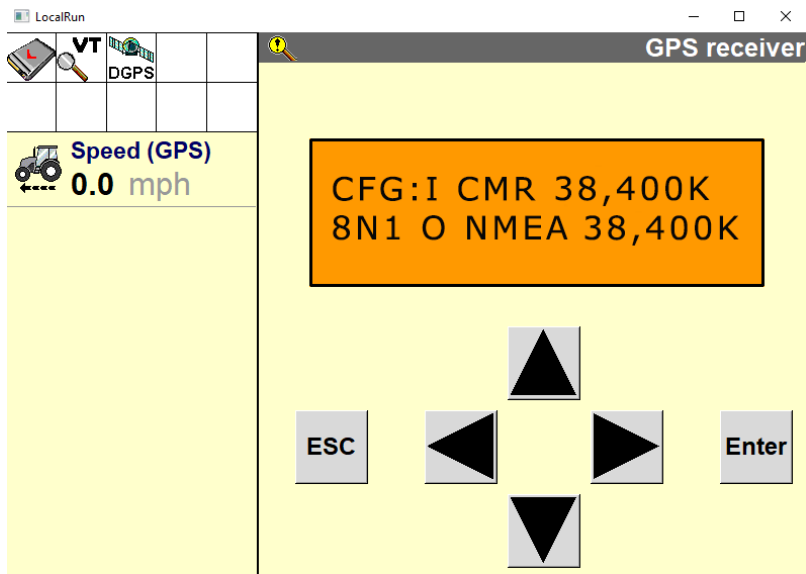 LocalRun
VT
DGPS
GPS receiver
Speed (GPS)
0.0 mph
CFG:I CMR 38,400K
8N1 O NMEA 38,400K
ESC
Enter